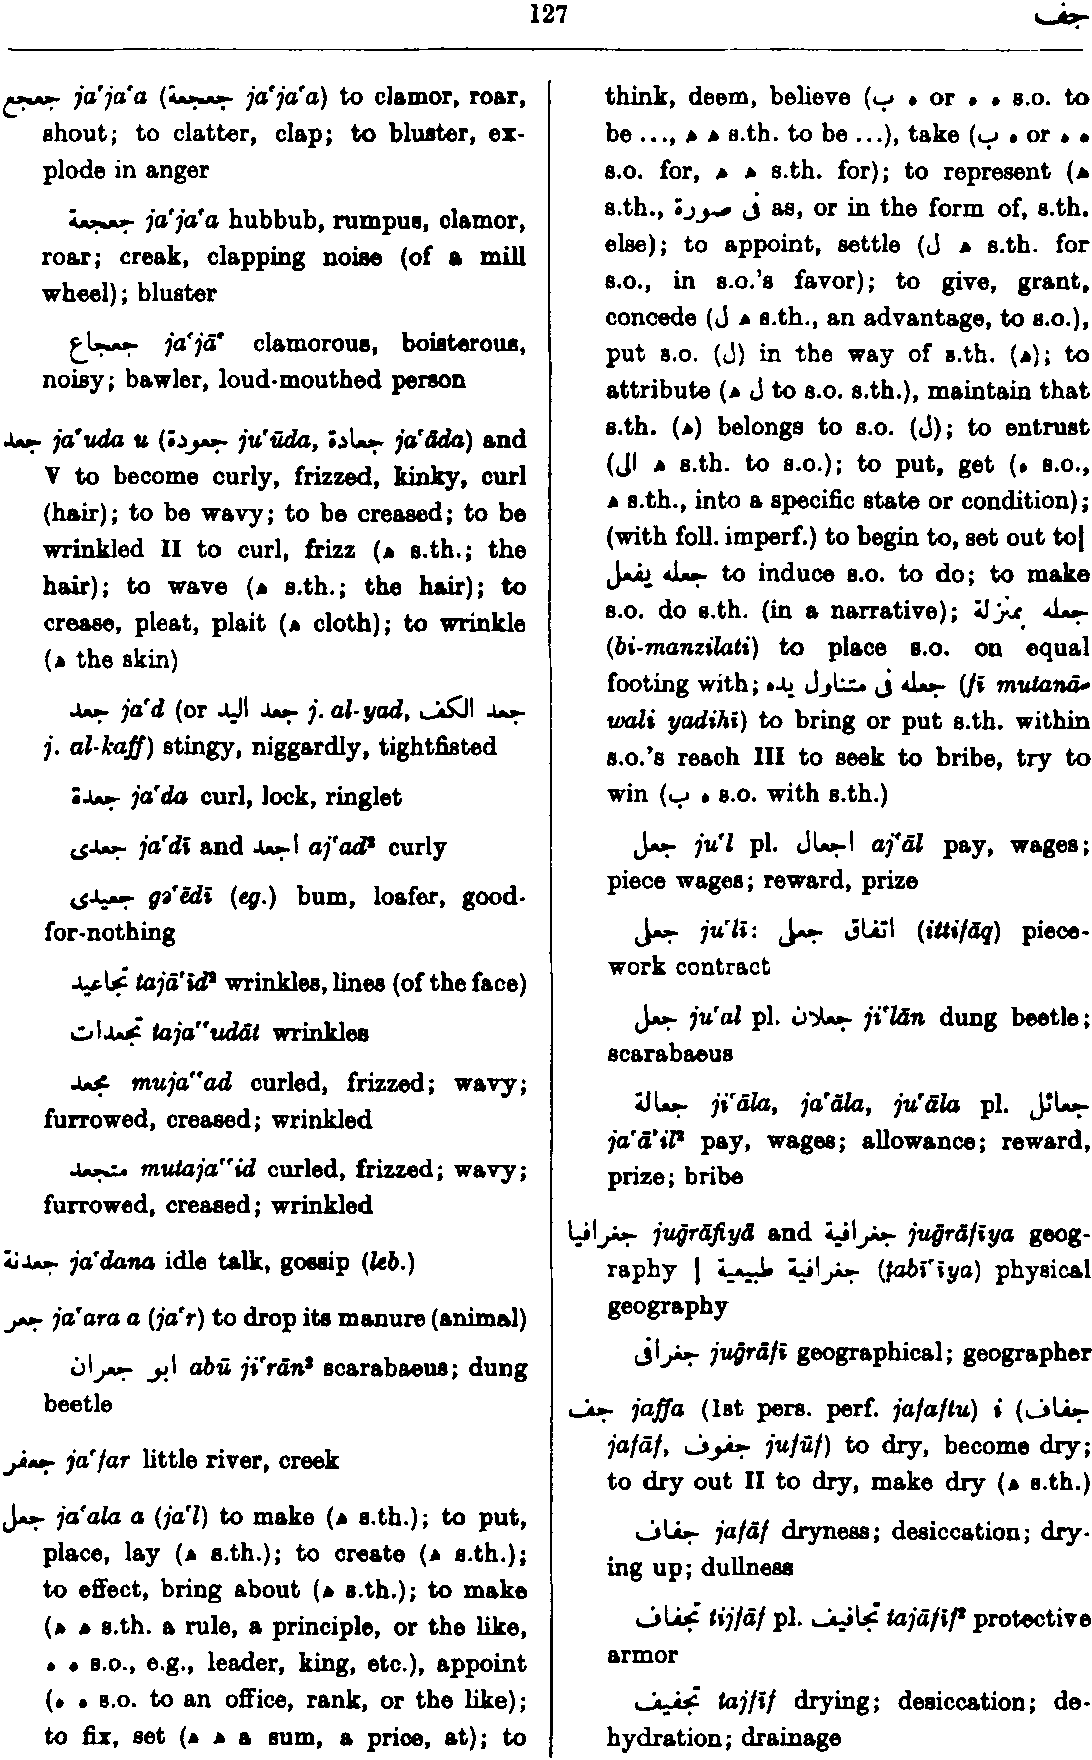 127
جف
جعجع ja‘ja‘a (جعجعة ja‘ja‘a) to clamor, roar,
shout; to clatter, clap; to bluster, ex-
plode in anger
جعجعة ja‘ja‘a hubbub, rumpus, clamor,
roar; creak, clapping noise (of a mill
wheel); bluster
جعجاع ja‘jā‘ clamorous, boisterous,
noisy; bawler, loud-mouthed person
جعد ja‘uda u (جعودة ju‘ūda, جعادة ja‘āda) and
V to become curly, frizzed, kinky, curl
(hair); to be wavy; to be creased; to be
wrinkled II to curl, frizz (ﻫ s.th.; the
hair); to wave (ﻫ s.th.; the hair); to
crease, pleat, plait (ﻫ cloth); to wrinkle
(ﻫ the skin)
جعد ja‘d (or جعد اليد j. al-yad, جعد الكف
j. al-kaff) stingy, niggardly, tightfisted
جعدة ja‘da curl, lock, ringlet
جعدى ja‘dī and اجعد aj‘ad² curly
جعيدى gə‘ēdī (eg.) bum, loafer, good-
for-nothing
تجاعيد tajā‘īd² wrinkles, lines (of the face)
تجعدات taja‘‘udāt wrinkles
مجعد muja‘‘ad curled, frizzed; wavy;
furrowed, creased; wrinkled
متجعد mutaja‘‘id curled, frizzed; wavy;
furrowed, creased; wrinkled
جعدنة ja‘dana idle talk, gossip (leb.)
جعر ja‘ara a (ja‘r) to drop its manure (animal)
ابو جعران abū ji‘rān² scarabaeus; dung
beetle
جعفر ja‘far little river, creek
جعل ja‘ala a (ja‘l) to make (ﻫ s.th.); to put,
place, lay (ﻫ s.th.); to create (ﻫ s.th.);
to effect, bring about (ﻫ s.th.); to make
(ﻫ ﻫ s.th. a rule, a principle, or the like,
ه ه s.o., e.g., leader, king, etc.), appoint
(ه ه s.o. to an office, rank, or the like);
to fix, set (ﻫ ﻫ a sum, a price, at); to
think, deem, believe (ه ب or ه ه s.o. to
be ..., ﻫ ﻫ s.th. to be ...), take (ه ب or ه ه
s.o. for, ﻫ ﻫ s.th. for); to represent (ﻫ
s.th., فى صورة as, or in the form of, s.th.
else); to appoint, settle (ﻫ ل s.th. for
s.o., in s.o.’s favor); to give, grant,
concede (ﻫ ل s.th., an advantage, to s.o.),
put s.o. (ل) in the way of s.th. (ﻫ); to
attribute (ل ﻫ to s.o. s.th.), maintain that
s.th. (ﻫ) belongs to s.o. (ل); to entrust
(ﻫ الى s.th. to s.o.); to put, get (ه s.o.,
ﻫ s.th., into a specific state or condition);
(with foll. imperf.) to begin to, set out to|
جعله يفعل to induce s.o. to do; to make
s.o. do s.th. (in a narrative); جعله بمنزلة
(bi-manzilati) to place s.o. on equal
footing with; جعله فى متناول يده (fī mutanā-
wali yadihī) to bring or put s.th. within
s.o.’s reach III to seek to bribe, try to
win (ه ب s.o. with s.th.)
جعل ju‘l pl. اجعال aj‘āl pay, wages;
piece wages; reward, prize
جعلى ju‘lī: اتفاق جعلى (ittifāq) piece-
work contract
جعل ju‘al pl. جعلان ji‘lān dung beetle;
scarabaeus
جعالة ji‘āla, ja‘āla, ju‘āla pl. جعائل
ja‘ā’il² pay, wages; allowance; reward,
prize; bribe
جغرافيا juḡrāfiyā and جغرافية juḡrāfīya geog-
raphy | جغرافية طبيعية (ṭabī‘īya) physical
geography
جغرافى juḡrāfī geographical; geographer
جف jaffa (1st pers. perf. jafaftu) i (جفاف
jafāf, جفوف jufūf) to dry, become dry;
to dry out II to dry, make dry (ﻫ s.th.)
جفاف jafāf dryness; desiccation; dry-
ing up; dullness
تجفاف tijfāf pl. تجافيف tajāfīf² protective
armor
تجفيف tajfīf drying; desiccation; de-
hydration; drainage